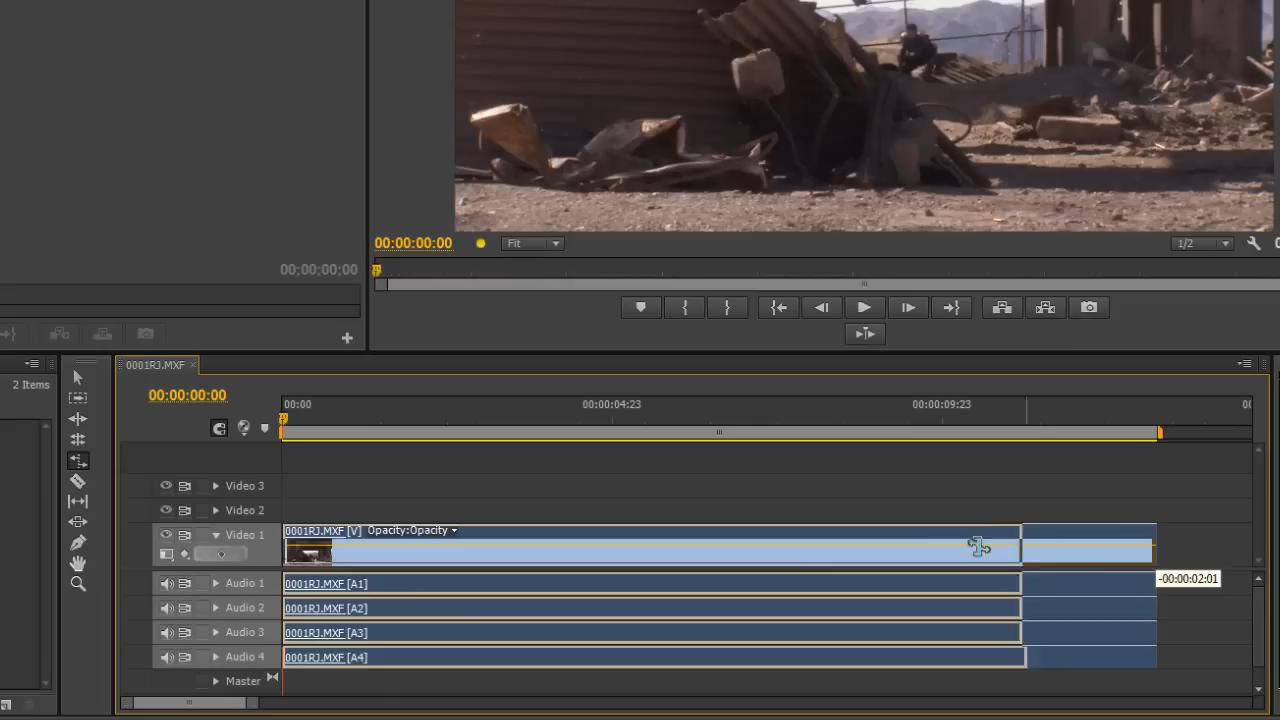 00:00:00:00
Fit
1/2
00;00;00;00
2 Items
0001RJ.MXF ×
00:00:00:00
00:00
00:00:04:23
00:00:09:23
Video 3
Video 2
Video 1
0001RJ.MXF [V] Opacity:Opacity
-00:00:02:01
Audio 1
0001RJ.MXF [A1]
Audio 2
0001RJ.MXF [A2]
Audio 3
0001RJ.MXF [A3]
Audio 4
0001RJ.MXF [A4]
Master